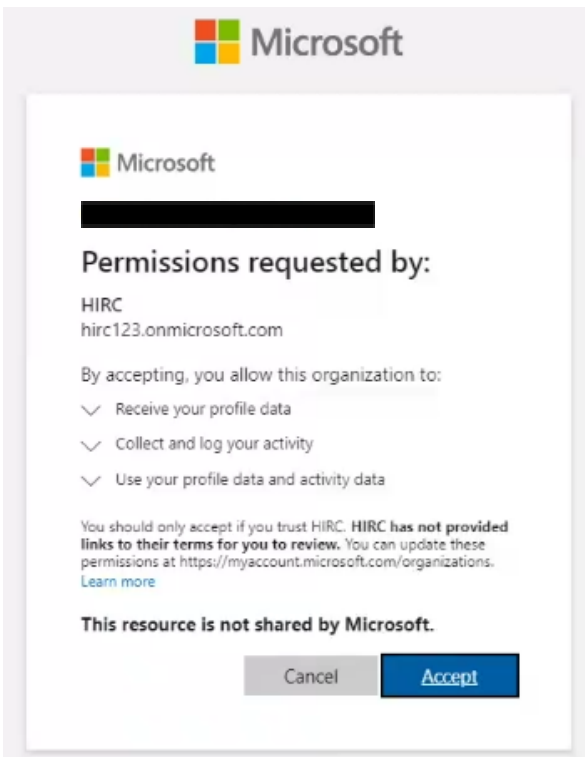 Microsoft
Microsoft
Permissions requested by:
HIRC
hirc123.onmicrosoft.com
By accepting, you allow this organization to:
Receive your profile data
Collect and log your activity
Use your profile data and activity data
You should only accept if you trust HIRC. HIRC has not provided
links to their terms for you to review. You can update these
permissions at https://myaccount.microsoft.com/organizations.
Learn more
This resource is not shared by Microsoft.
Cancel
Accept